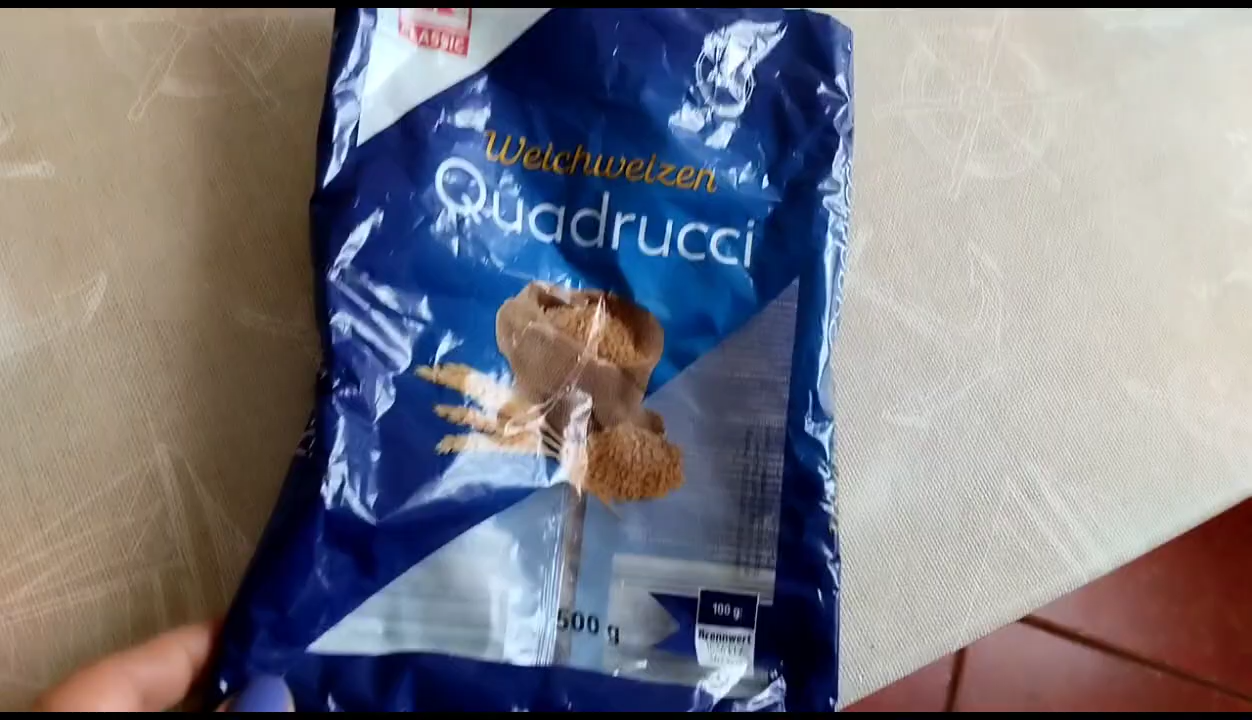 CLASSIC
Weichweizen
Quadrucci
500 g
100 g
Brennwert